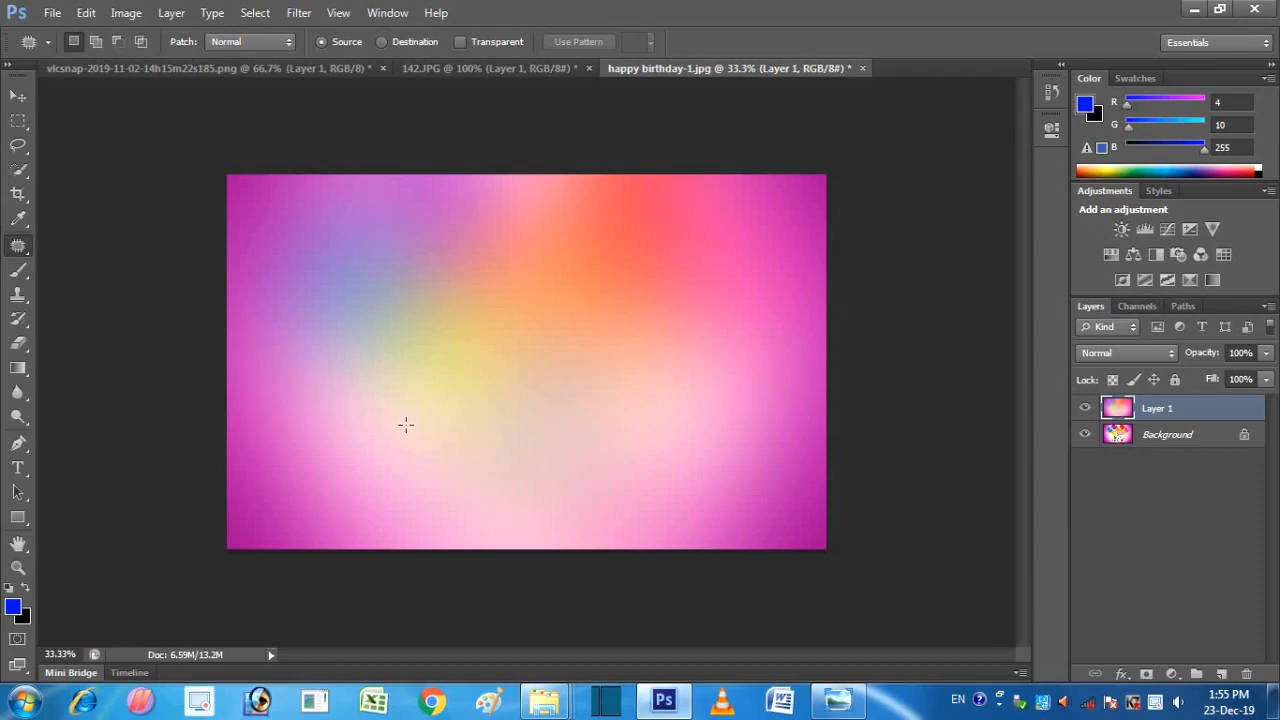 Ps File Edit Image Layer Type Select Filter View Window Help
Patch: Normal Source Destination Transparent Use Pattern Essentials
vlcsnap-2019-11-02-14h15m22s185.png @ 66.7% (Layer 1, RGB/8) * × 142.JPG @ 100% (Layer 1, RGB/8#) * × happy birthday-1.jpg @ 33.3% (Layer 1, RGB/8#) * ×
Color Swatches
R 4
G 10
B 255
Adjustments Styles
Add an adjustment
Layers Channels Paths
Kind
Normal Opacity: 100%
Lock: Fill: 100%
Layer 1
Background
33.33% Doc: 6.59M/13.2M
Mini Bridge Timeline
EN 1:55 PM
23-Dec-19